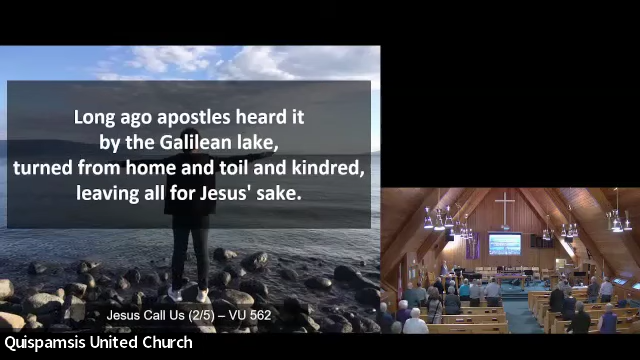 Long ago apostles heard it
by the Galilean lake,
turned from home and toil and kindred,
leaving all for Jesus' sake.
Jesus Call Us (2/5) – VU 562
Quispamsis United Church